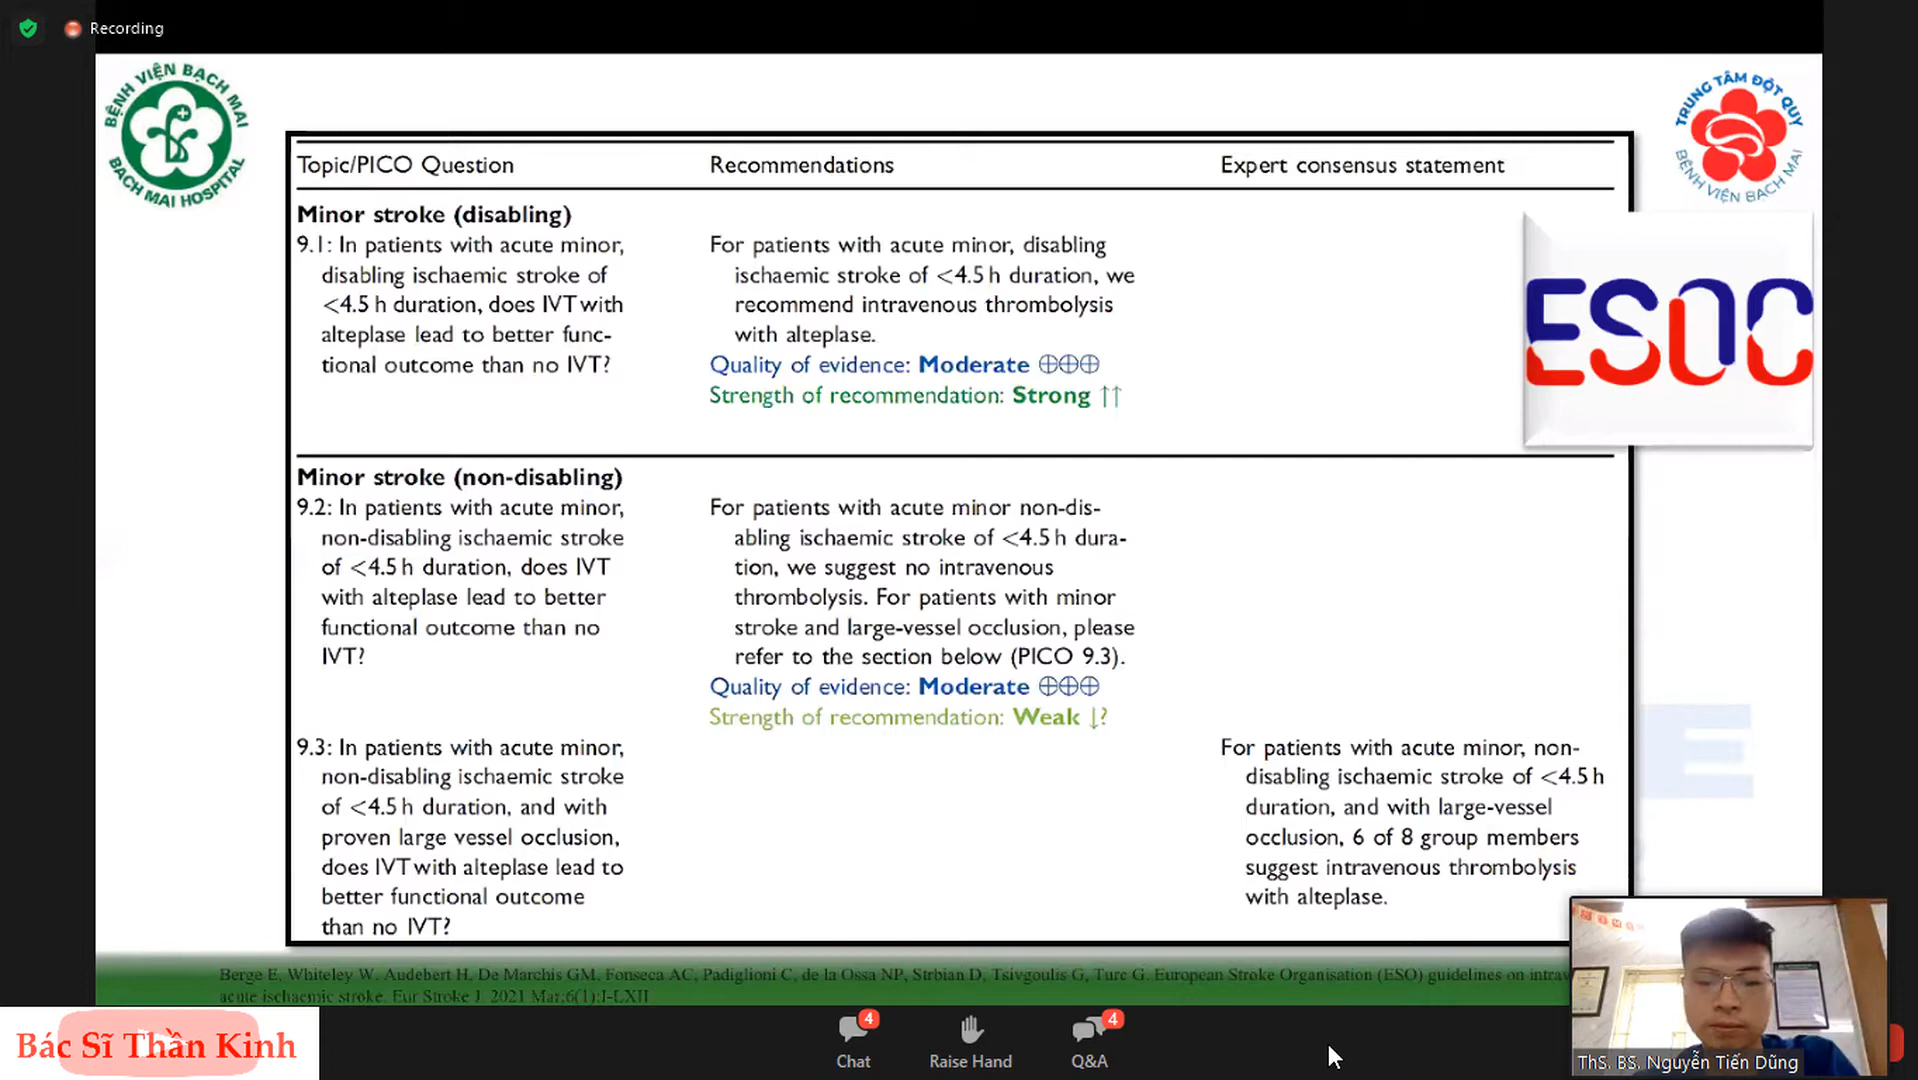 Recording
BỆNH VIỆN BẠCH MAI
BACH MAI HOSPITAL
TRUNG TÂM ĐỘT QUỴ
BỆNH VIỆN BẠCH MAI
Topic/PICO Question
Recommendations
Expert consensus statement
Minor stroke (disabling)
9.1: In patients with acute minor,
disabling ischaemic stroke of
<4.5 h duration, does IVT with
alteplase lead to better func-
tional outcome than no IVT?
For patients with acute minor, disabling
ischaemic stroke of <4.5 h duration, we
recommend intravenous thrombolysis
with alteplase.
Quality of evidence: Moderate ⊕⊕⊕
Strength of recommendation: Strong ↑↑
ESOC
Minor stroke (non-disabling)
9.2: In patients with acute minor,
non-disabling ischaemic stroke
of <4.5 h duration, does IVT
with alteplase lead to better
functional outcome than no
IVT?
For patients with acute minor non-dis-
abling ischaemic stroke of <4.5 h dura-
tion, we suggest no intravenous
thrombolysis. For patients with minor
stroke and large-vessel occlusion, please
refer to the section below (PICO 9.3).
Quality of evidence: Moderate ⊕⊕⊕
Strength of recommendation: Weak ↓?
9.3: In patients with acute minor,
non-disabling ischaemic stroke
of <4.5 h duration, and with
proven large vessel occlusion,
does IVT with alteplase lead to
better functional outcome
than no IVT?
For patients with acute minor, non-
disabling ischaemic stroke of <4.5 h
duration, and with large-vessel
occlusion, 6 of 8 group members
suggest intravenous thrombolysis
with alteplase.
E
Berge E, Whiteley W, Audebert H, De Marchis GM, Fonseca AC, Padiglioni C, de la Ossa NP, Strbian D, Tsivgoulis G, Turc G. European Stroke Organisation (ESO) guidelines on intrav
acute ischaemic stroke. Eur Stroke J. 2021 Mar;6(1):I-LXII
Bác Sĩ Thần Kinh
4
Chat
Raise Hand
4
Q&A
ThS. BS. Nguyễn Tiến Dũng